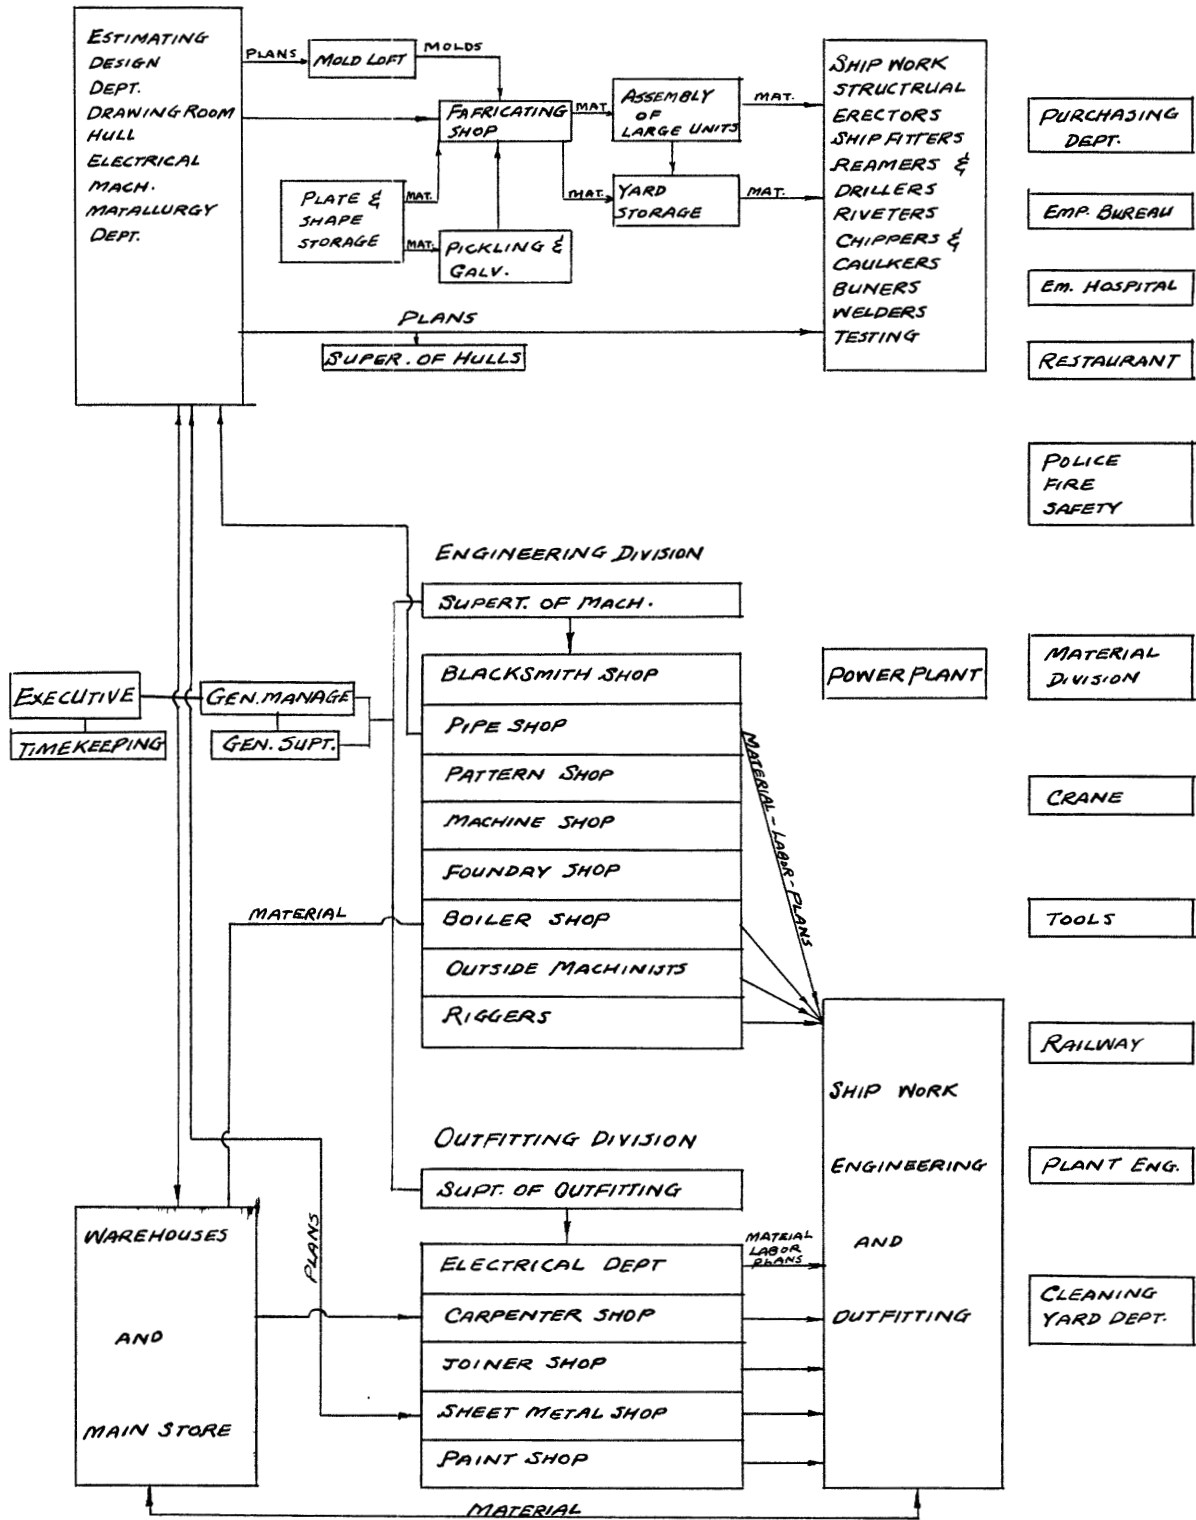 ESTIMATING
DESIGN
DEPT.
DRAWING ROOM
HULL
ELECTRICAL
MACH.
MATALLURGY
DEPT.
PLANS
MOLD LOFT
MOLDS
FAFRICATING
SHOP
MAT.
ASSEMBLY
OF
LARGE UNITS
MAT.
PLATE &
SHAPE
STORAGE
MAT.
MAT.
PICKLING &
GALV.
MAT.
YARD
STORAGE
MAT.
PLANS
SUPER. OF HULLS
SHIP WORK
STRUCTRUAL
ERECTORS
SHIP FITTERS
REAMERS &
DRILLERS
RIVETERS
CHIPPERS &
CAULKERS
BUNERS
WELDERS
TESTING
PURCHASING
DEPT.
EMP. BUREAU
EM. HOSPITAL
RESTAURANT
POLICE
FIRE
SAFETY
ENGINEERING DIVISION
SUPERT. OF MACH.
BLACKSMITH SHOP
PIPE SHOP
PATTERN SHOP
MACHINE SHOP
FOUNDAY SHOP
BOILER SHOP
OUTSIDE MACHINISTS
RIGGERS
EXECUTIVE
TIMEKEEPING
GEN. MANAGE
GEN. SUPT.
MATERIAL
MATERIAL-LABOR-PLANS
POWER PLANT
MATERIAL
DIVISION
CRANE
TOOLS
RAILWAY
PLANT ENG.
CLEANING
YARD DEPT.
OUTFITTING DIVISION
SUPT. OF OUTFITTING
ELECTRICAL DEPT
CARPENTER SHOP
JOINER SHOP
SHEET METAL SHOP
PAINT SHOP
MATEIAL
LABOR
PLANS
SHIP WORK
ENGINEERING
AND
OUTFITTING
WAREHOUSES
AND
MAIN STORE
PLANS
MATERIAL